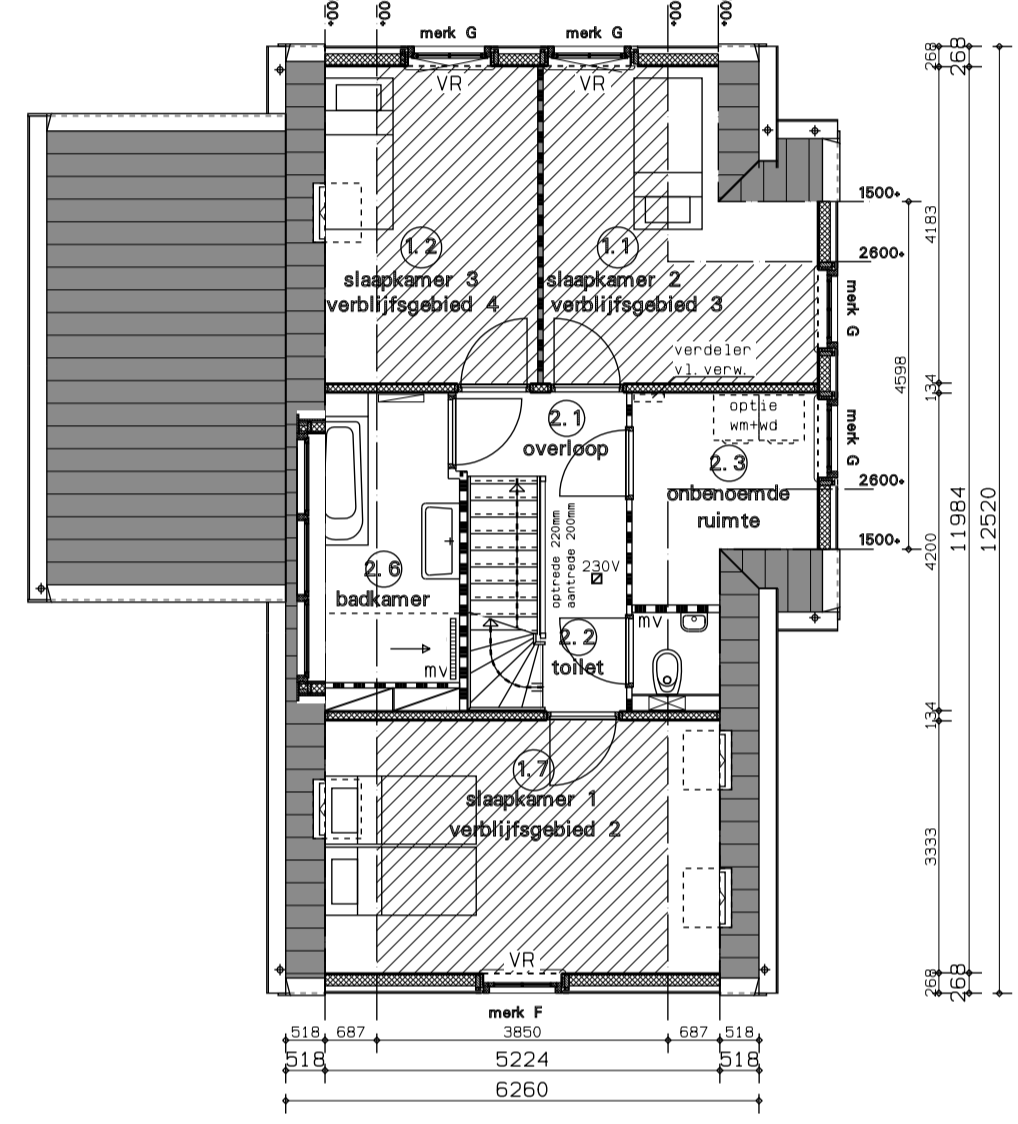 merk G
merk G
VR
VR
268
268
1500+
4183
2600+
1.2
slaapkamer 3
verblijfsgebied 4
1.1
slaapkamer 2
verblijfsgebied 3
merk G
verdeler
vl. verw.
4598
134
optie
wm+wd
merk G
2.1
overloop
2.3
onbenoemde
ruimte
2600+
1500+
11984
12520
4200
optrede 220mm
aantrede 200mm
230V
2.6
badkamer
mv
mv
2.2
toilet
134
1.7
slaapkamer 1
verblijfsgebied 2
3333
VR
268
268
merk F
518
687
3850
687
518
518
5224
518
6260